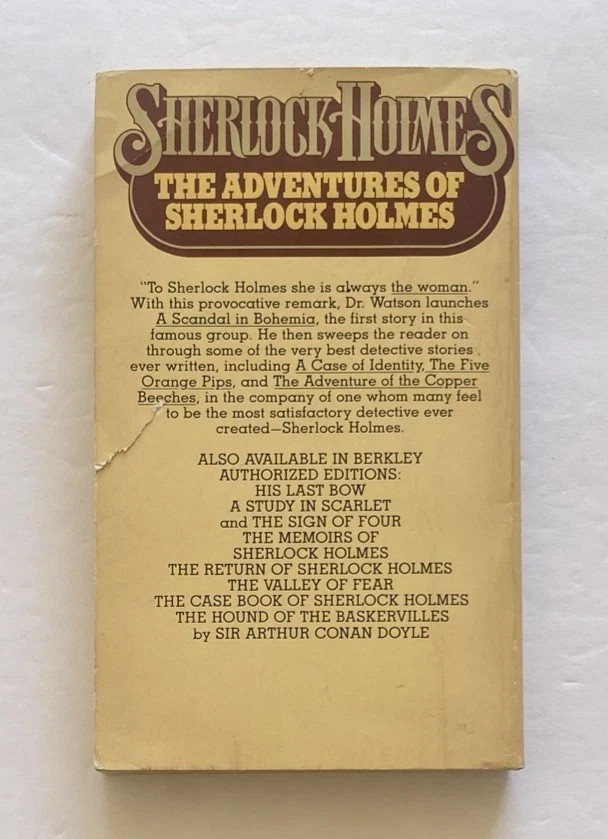 SHERLOCK HOLMES
THE ADVENTURES OF
SHERLOCK HOLMES
"To Sherlock Holmes she is always the woman."
With this provocative remark, Dr. Watson launches
A Scandal in Bohemia, the first story in this
famous group. He then sweeps the reader on
through some of the very best detective stories
ever written, including A Case of Identity, The Five
Orange Pips, and The Adventure of the Copper
Beeches, in the company of one whom many feel
to be the most satisfactory detective ever
created—Sherlock Holmes.
ALSO AVAILABLE IN BERKLEY
AUTHORIZED EDITIONS:
HIS LAST BOW
A STUDY IN SCARLET
and THE SIGN OF FOUR
THE MEMOIRS OF
SHERLOCK HOLMES
THE RETURN OF SHERLOCK HOLMES
THE VALLEY OF FEAR
THE CASE BOOK OF SHERLOCK HOLMES
THE HOUND OF THE BASKERVILLES
by SIR ARTHUR CONAN DOYLE